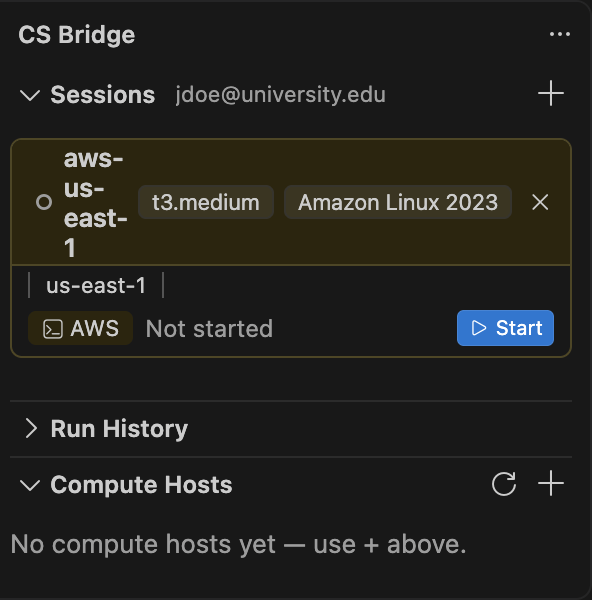 CS Bridge
Sessions jdoe@university.edu
aws-
us-
east-
1
t3.medium Amazon Linux 2023
us-east-1
AWS Not started Start
Run History
Compute Hosts
No compute hosts yet — use + above.